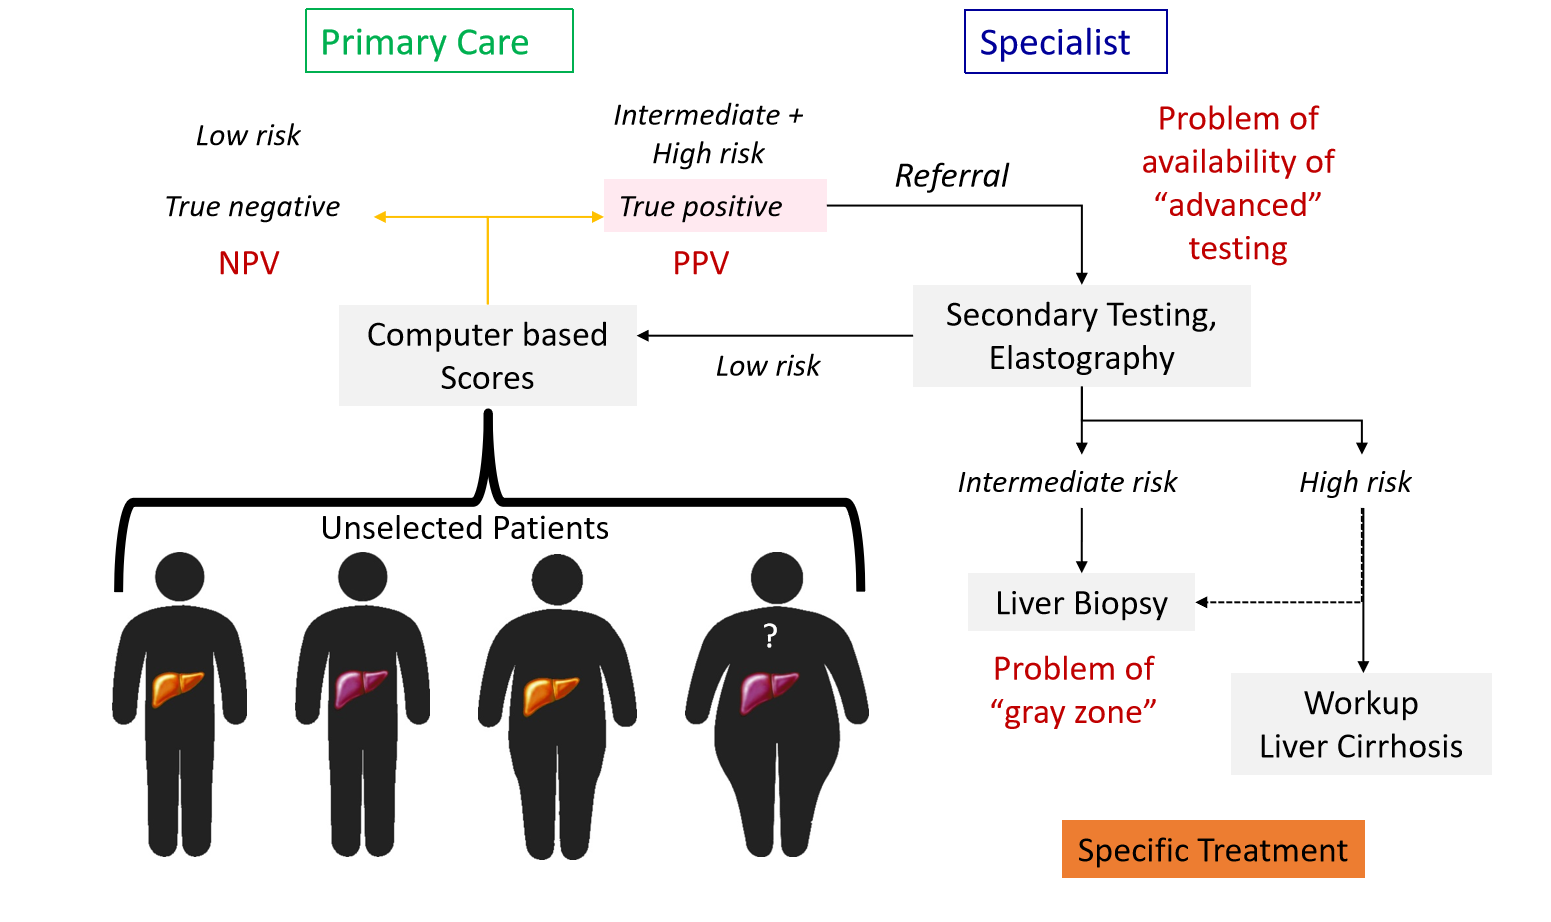 Primary Care
Specialist
Low risk
Intermediate +
High risk
True negative
True positive
NPV
PPV
Referral
Problem of
availability of
“advanced”
testing
Computer based
Scores
Low risk
Secondary Testing,
Elastography
Unselected Patients
?
Intermediate risk
High risk
Liver Biopsy
Problem of
“gray zone”
Workup
Liver Cirrhosis
Specific Treatment